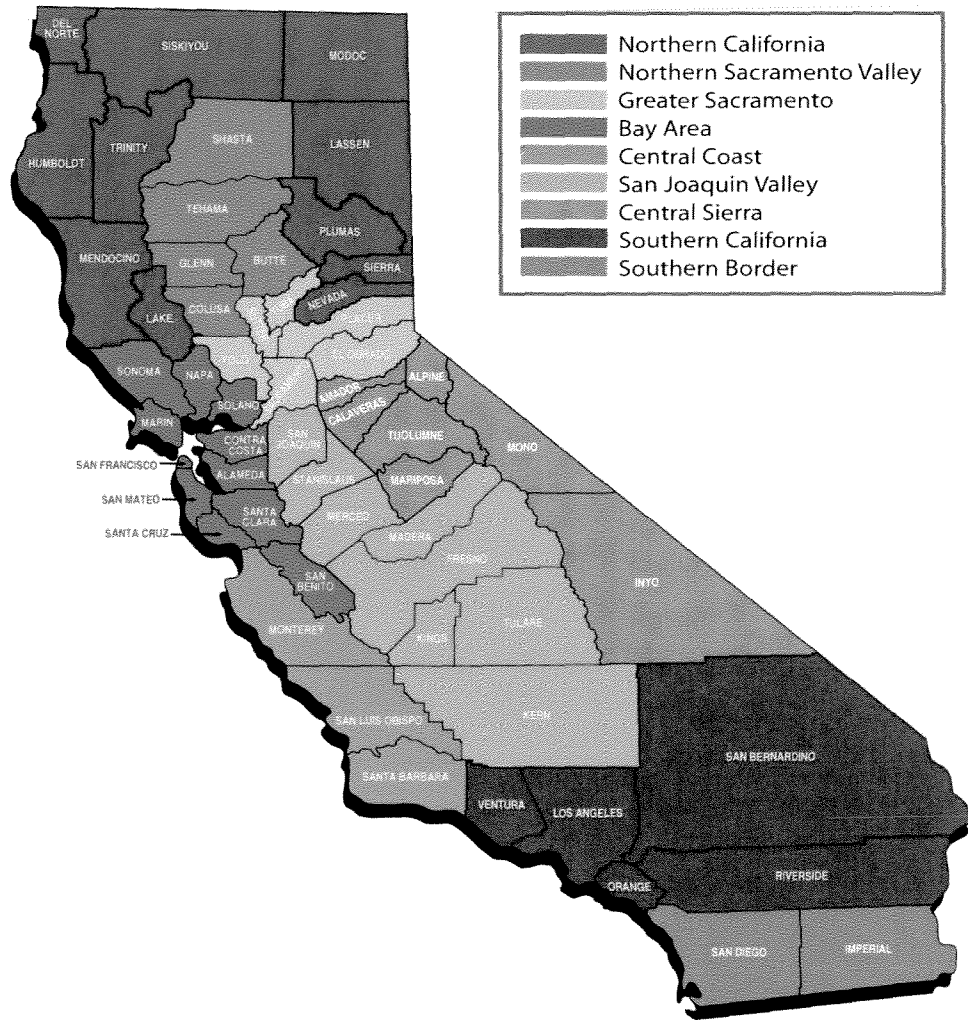 Northern California
Northern Sacramento Valley
Greater Sacramento
Bay Area
Central Coast
San Joaquin Valley
Central Sierra
Southern California
Southern Border
DEL
NORTE
SISKIYOU
MODOC
HUMBOLDT
TRINITY
SHASTA
LASSEN
TEHAMA
PLUMAS
MENDOCINO
GLENN
BUTTE
SIERRA
LAKE
COLUSA
NEVADA
SONOMA
NAPA
SOLANO
AMADOR
ALPINE
MARIN
CALAVERAS
CONTRA
COSTA
SAN
JOAQUIN
TUOLUMNE
MONO
SAN FRANCISCO
ALAMEDA
STANISLAUS
MARIPOSA
SAN MATEO
SANTA
CLARA
MERCED
SANTA CRUZ
MADERA
FRESNO
SAN
BENITO
INYO
MONTEREY
KINGS
TULARE
SAN LUIS OBISPO
KERN
SANTA BARBARA
SAN BERNARDINO
VENTURA
LOS ANGELES
ORANGE
RIVERSIDE
SAN DIEGO
IMPERIAL